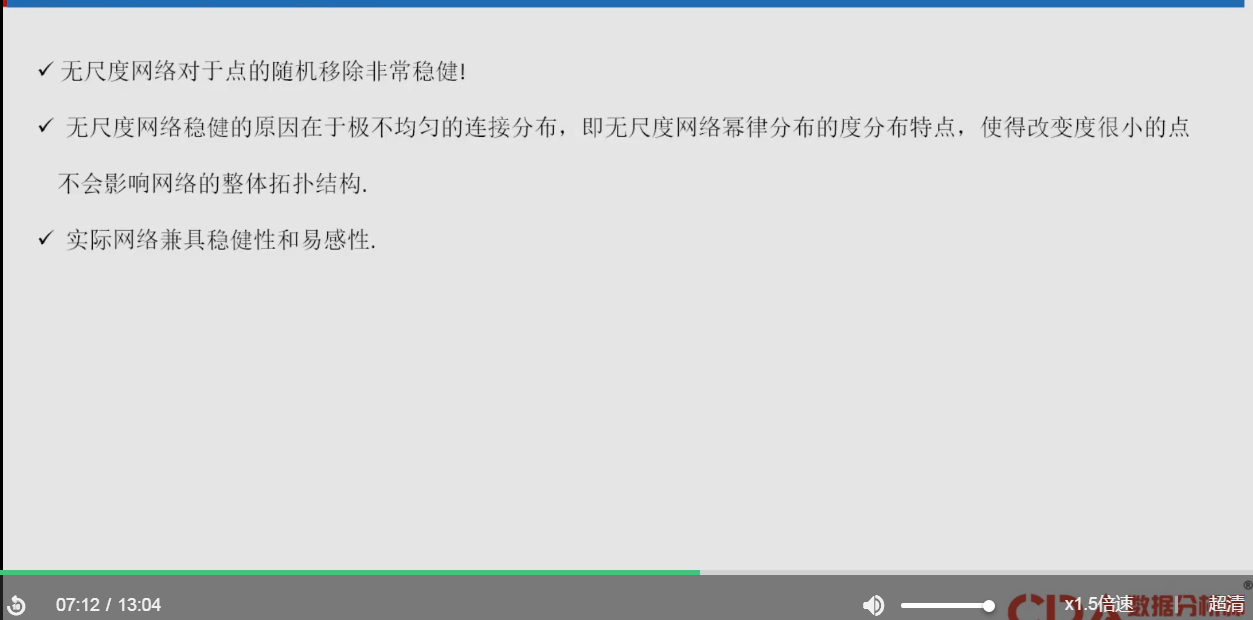 ✓ 无尺度网络对于点的随机移除非常稳健!
✓ 无尺度网络稳健的原因在于极不均匀的连接分布，即无尺度网络幂律分布的度分布特点，使得改变度很小的点
不会影响网络的整体拓扑结构.
✓ 实际网络兼具稳健性和易感性.
07:12 / 13:04
x1.5倍速
超清
CDA数据分析师
®